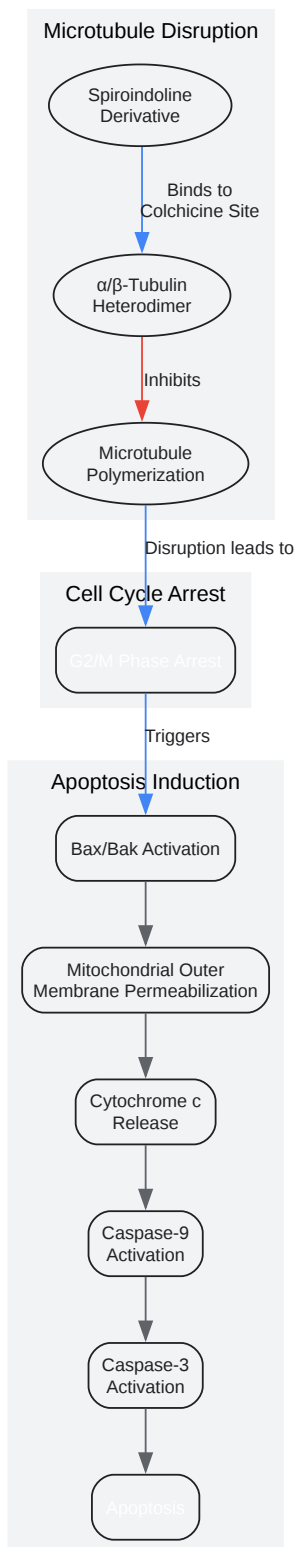 Microtubule Disruption
Spiroindoline
Derivative
Binds to
Colchicine Site
α/β-Tubulin
Heterodimer
Inhibits
Microtubule
Polymerization
Disruption leads to
Cell Cycle Arrest
G2/M Phase Arrest
Triggers
Apoptosis Induction
Bax/Bak Activation
Mitochondrial Outer
Membrane Permeabilization
Cytochrome c
Release
Caspase-9
Activation
Caspase-3
Activation
Apoptosis